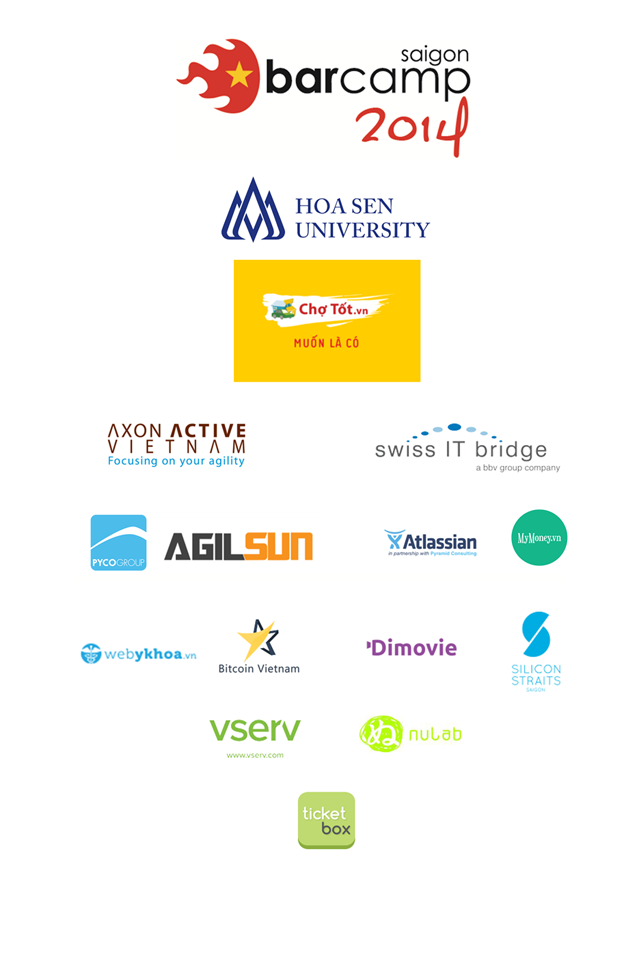 saigon
barcamp
2014
HOA SEN
UNIVERSITY
Chợ Tốt.vn
MUỐN LÀ CÓ
AXON ACTIVE
VIETNAM
Focusing on your agility
swiss IT bridge
a bbv group company
PYCOGROUP
AGILSUN
Atlassian
in partnership with Pyramid Consulting
MyMoney.vn
webykhoa.vn
Bitcoin Vietnam
Dimovie
SILICON
STRAITS
SAIGON
vserv
www.vserv.com
ぬ nulab
ticket
box